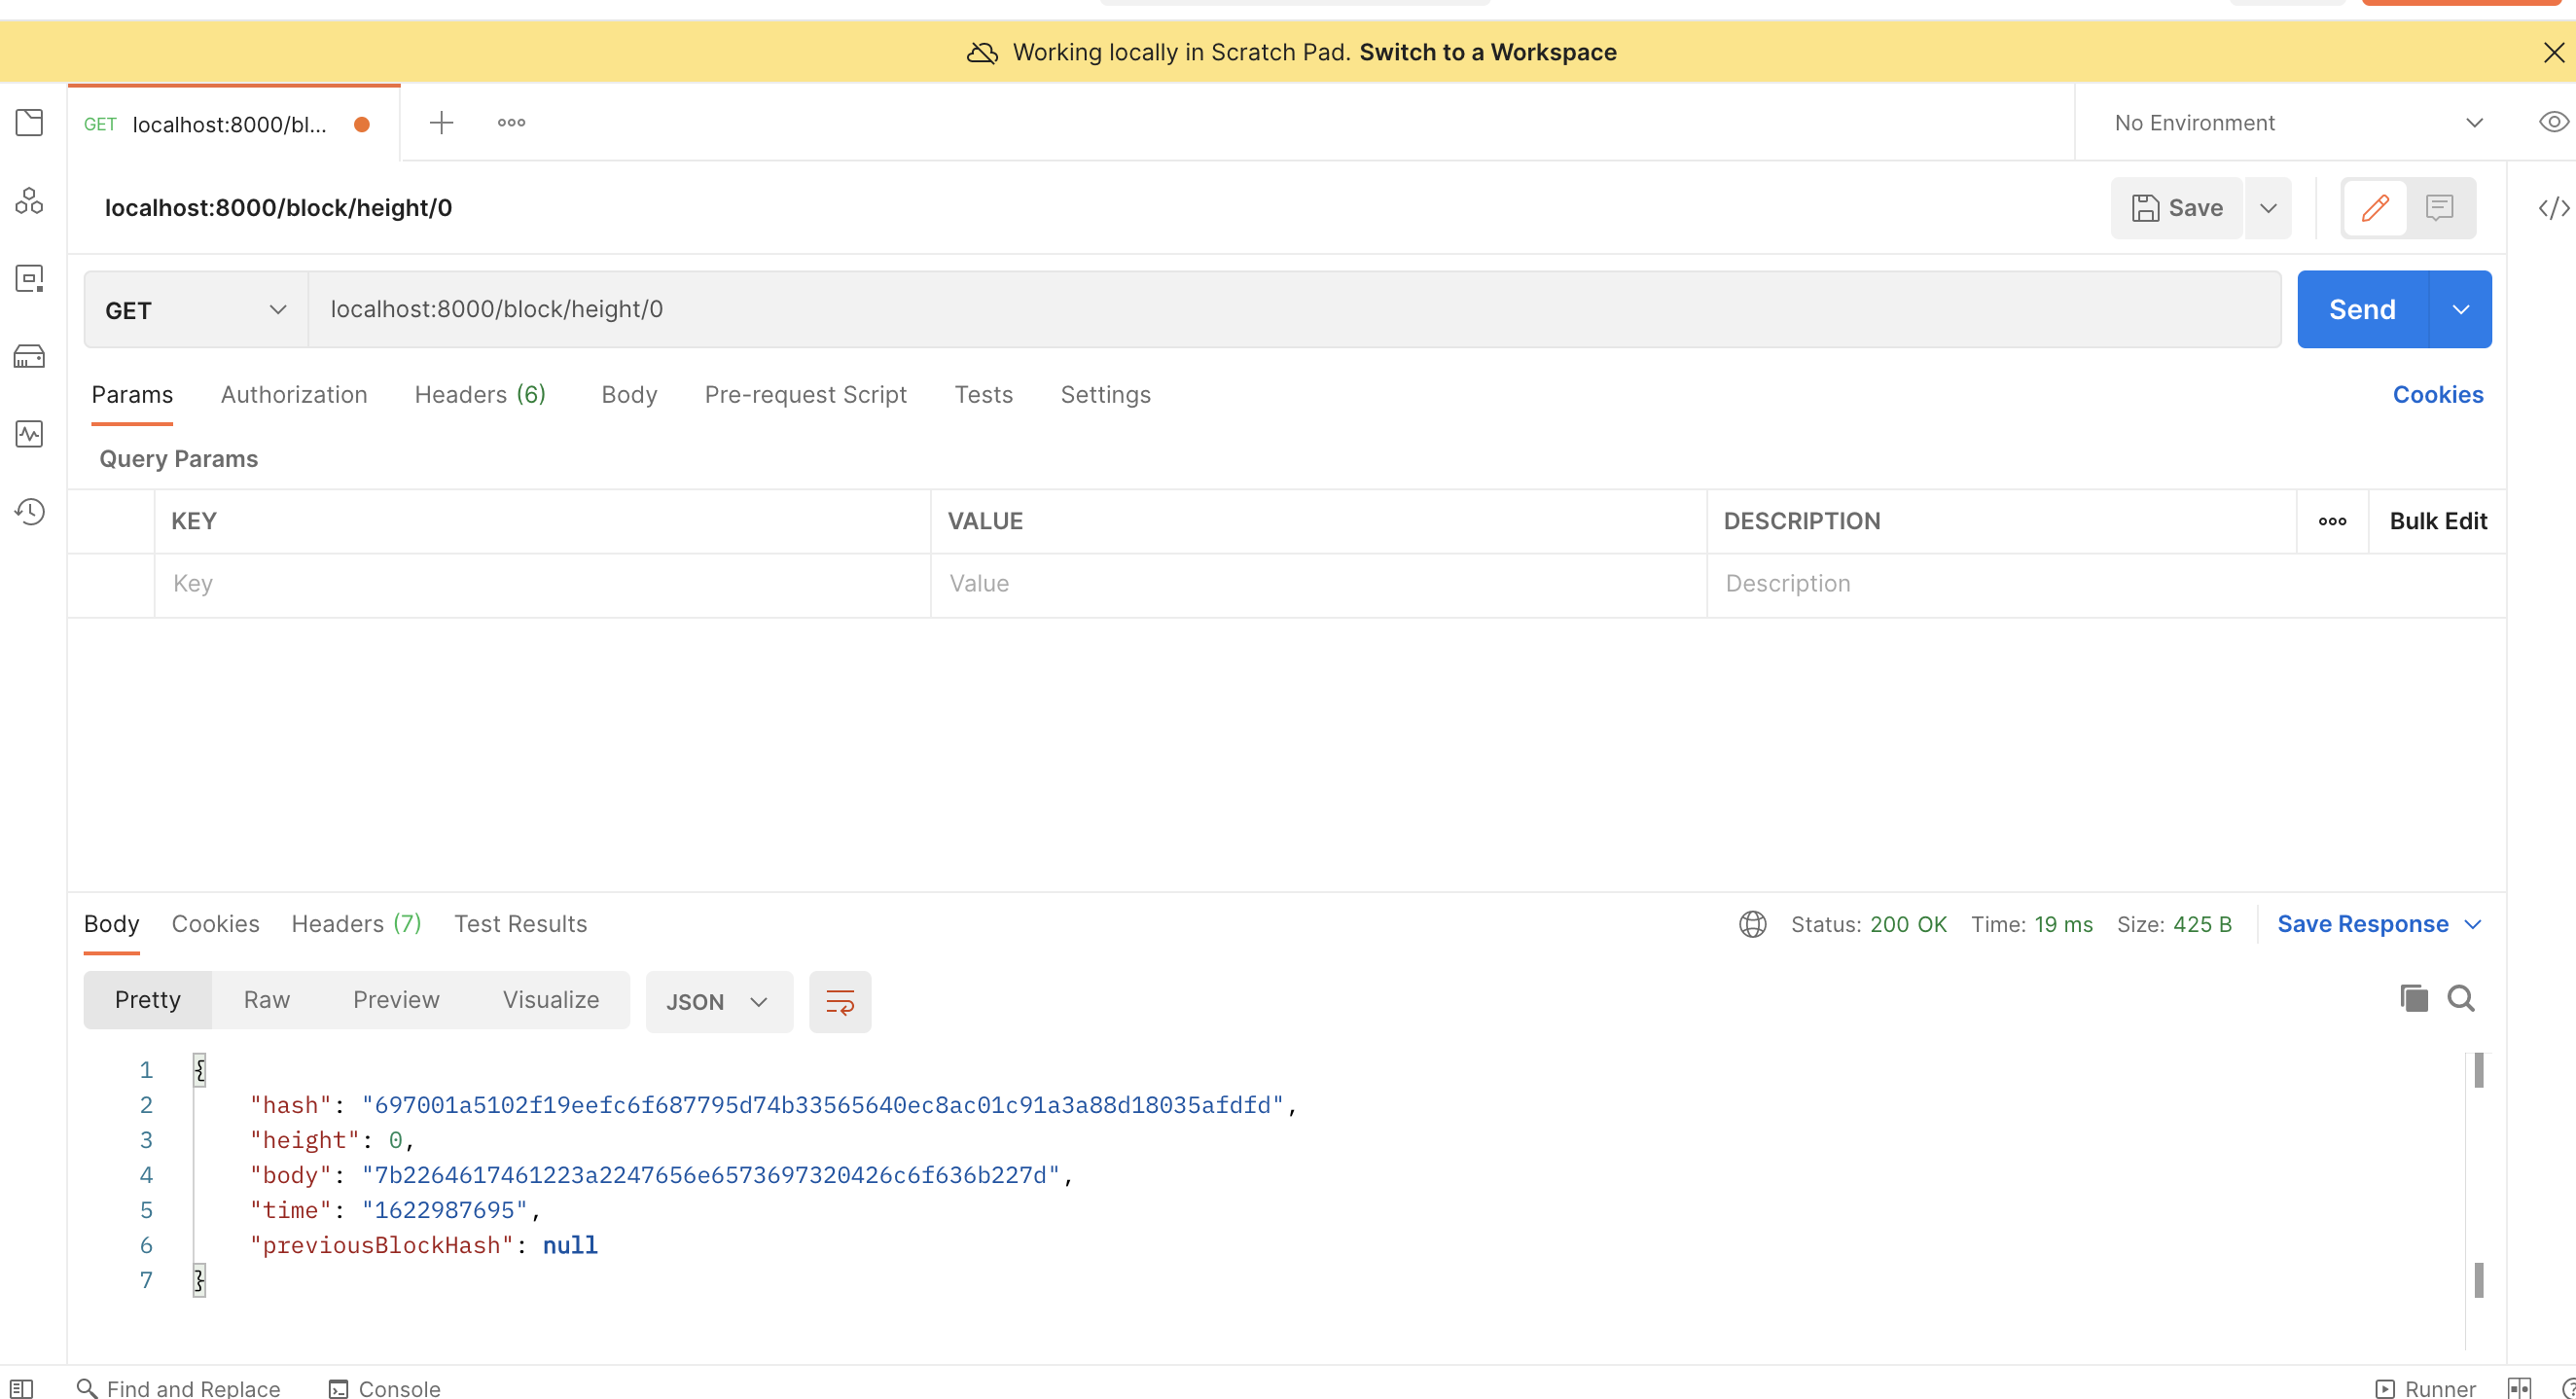 Working locally in Scratch Pad. Switch to a Workspace
GET localhost:8000/bl...
No Environment
localhost:8000/block/height/0
Save
GET localhost:8000/block/height/0 Send
Params Authorization Headers (6) Body Pre-request Script Tests Settings Cookies
Query Params
KEY VALUE DESCRIPTION Bulk Edit
Key Value Description
Body Cookies Headers (7) Test Results Status: 200 OK Time: 19 ms Size: 425 B Save Response
Pretty Raw Preview Visualize JSON
1 {
2 "hash": "697001a5102f19eefc6f687795d74b33565640ec8ac01c91a3a88d18035afdfd",
3 "height": 0,
4 "body": "7b2264617461223a2247656e6573697320426c6f636b227d",
5 "time": "1622987695",
6 "previousBlockHash": null
7 }
Find and Replace Console Runner